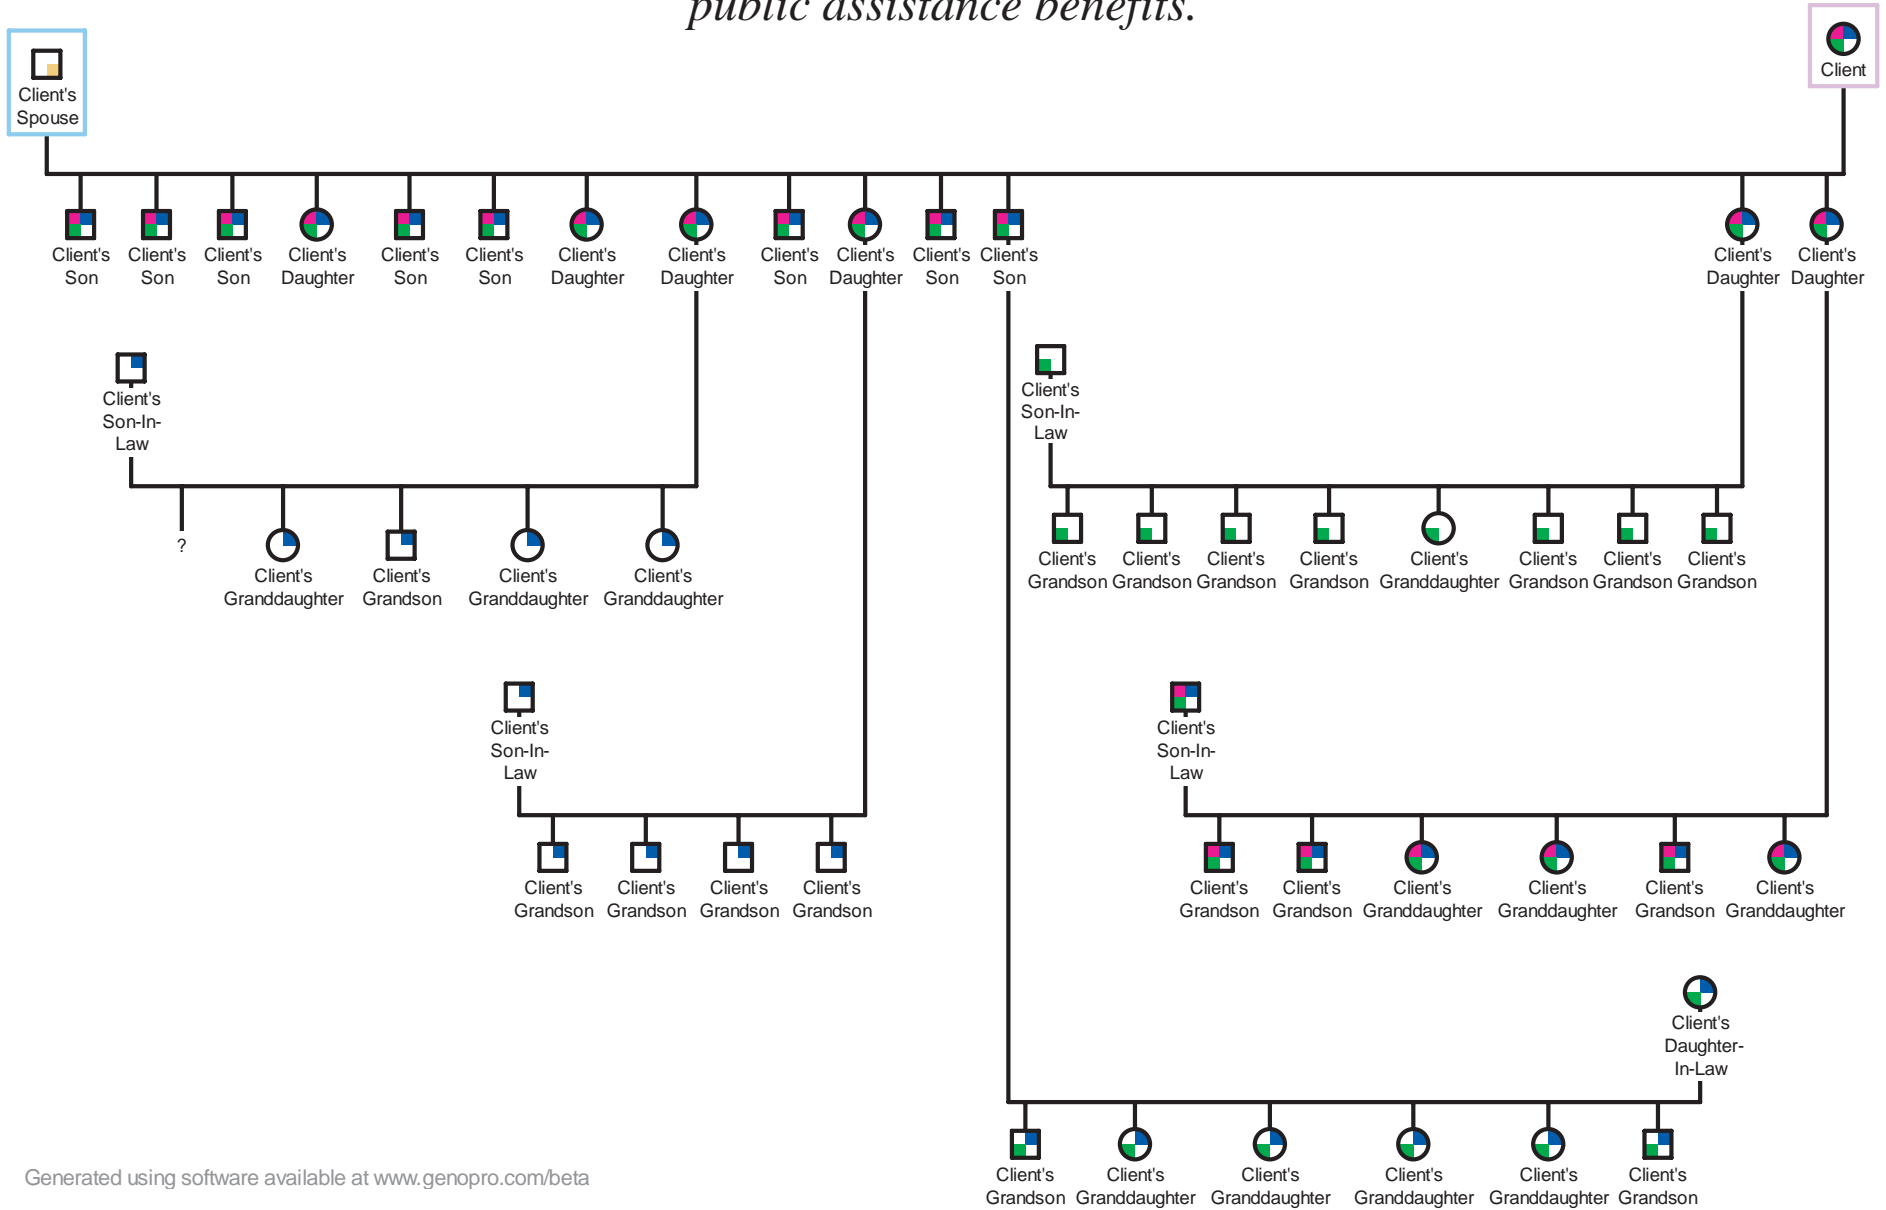 public assistance benefits.
Client's
Spouse
Client
Client's
Son
Client's
Son
Client's
Son
Client's
Daughter
Client's
Son
Client's
Son
Client's
Daughter
Client's
Daughter
Client's
Son
Client's
Daughter
Client's
Son
Client's
Son
Client's
Daughter
Client's
Daughter
Client's
Son-In-
Law
Client's
Son-In-
Law
?
Client's
Granddaughter
Client's
Grandson
Client's
Granddaughter
Client's
Granddaughter
Client's
Grandson
Client's
Grandson
Client's
Grandson
Client's
Grandson
Client's
Granddaughter
Client's
Grandson
Client's
Grandson
Client's
Grandson
Client's
Son-In-
Law
Client's
Son-In-
Law
Client's
Grandson
Client's
Grandson
Client's
Grandson
Client's
Grandson
Client's
Grandson
Client's
Grandson
Client's
Granddaughter
Client's
Granddaughter
Client's
Grandson
Client's
Granddaughter
Client's
Daughter-
In-Law
Client's
Grandson
Client's
Granddaughter
Client's
Granddaughter
Client's
Granddaughter
Client's
Granddaughter
Client's
Grandson
Generated using software available at www.genopro.com/beta